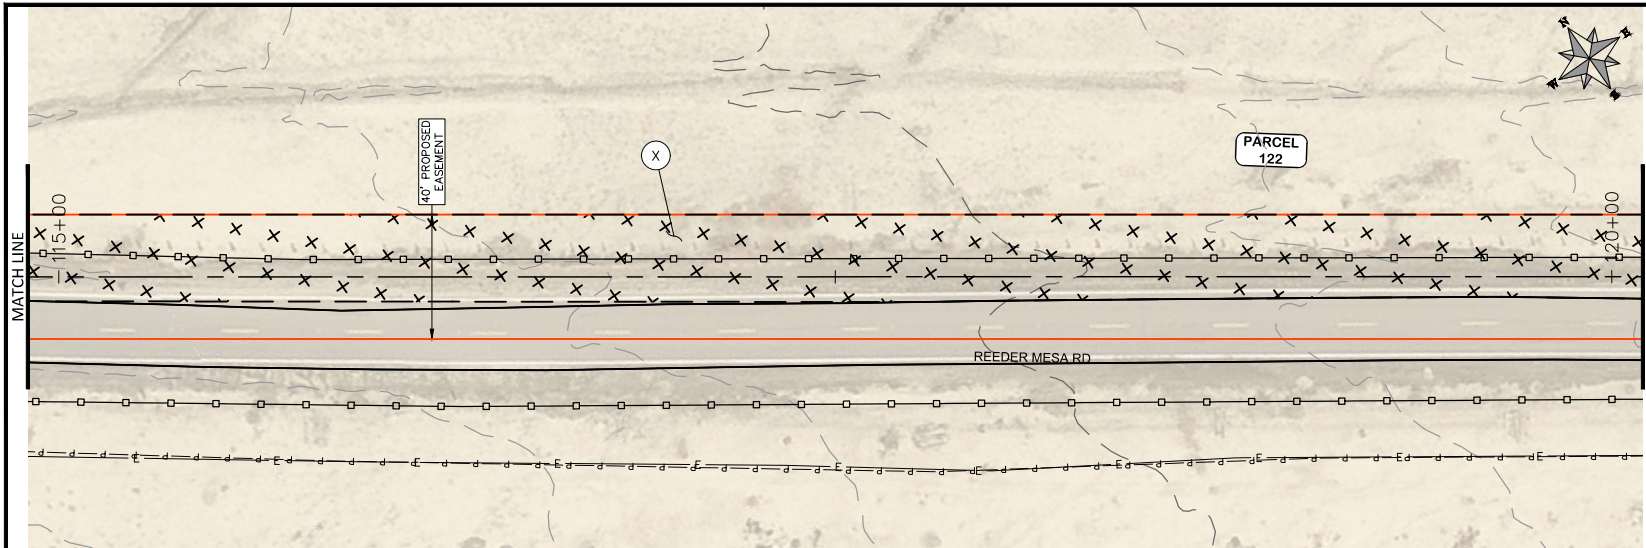 N
E
W
40' PROPOSED
EASEMENT
X
PARCEL
122
MATCH LINE
115+00
120+00
REEDER MESA RD
E P E E E E E E E E E